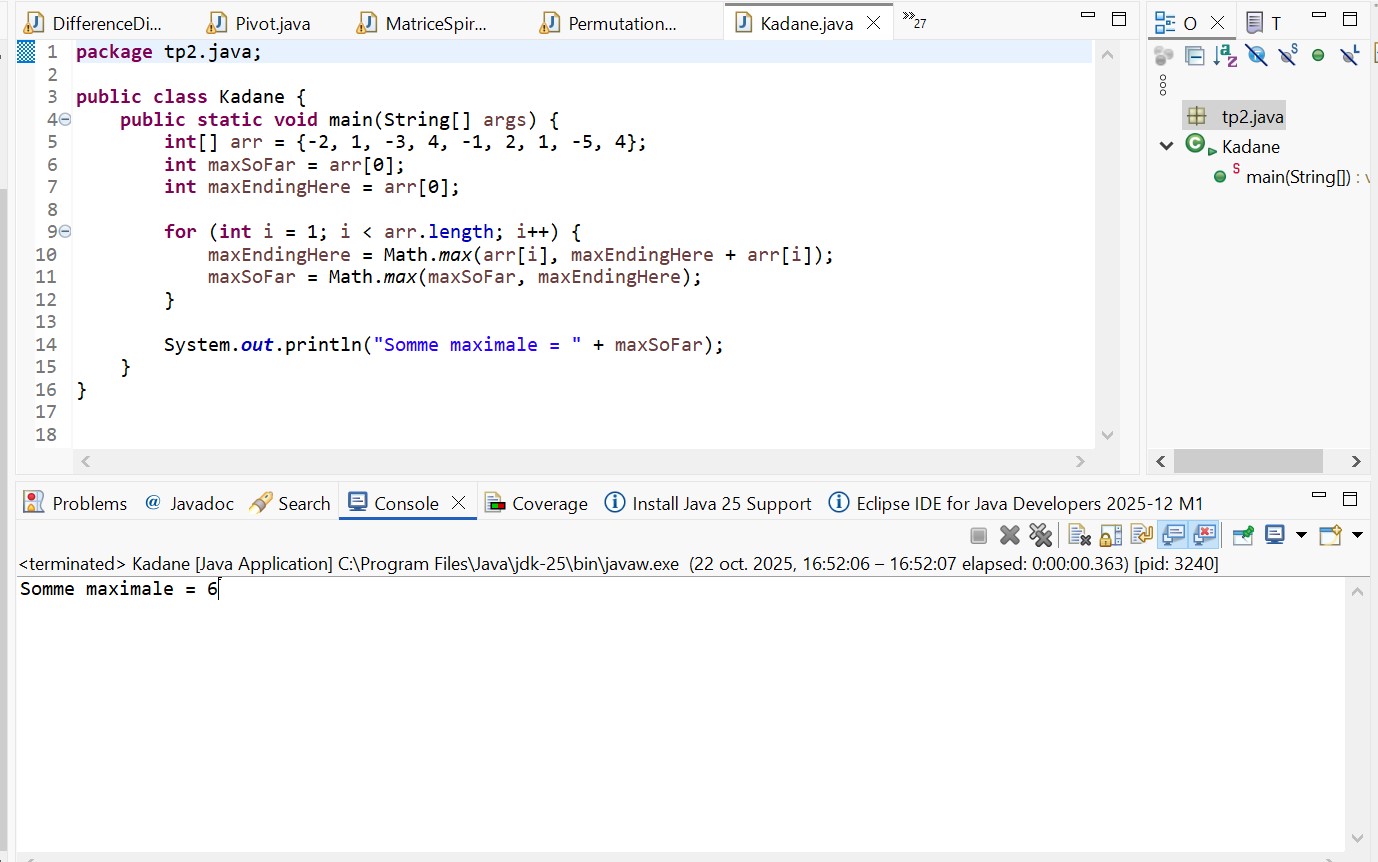 DifferenceDi... Pivot.java MatriceSpir... Permutation... Kadane.java »27
O T
1 package tp2.java;
2
3 public class Kadane {
4 public static void main(String[] args) {
5 int[] arr = {-2, 1, -3, 4, -1, 2, 1, -5, 4};
6 int maxSoFar = arr[0];
7 int maxEndingHere = arr[0];
8
9 for (int i = 1; i < arr.length; i++) {
10 maxEndingHere = Math.max(arr[i], maxEndingHere + arr[i]);
11 maxSoFar = Math.max(maxSoFar, maxEndingHere);
12 }
13
14 System.out.println("Somme maximale = " + maxSoFar);
15 }
16 }
17
18
tp2.java
Kadane
main(String[]) : v
Problems @ Javadoc Search Console Coverage Install Java 25 Support Eclipse IDE for Java Developers 2025-12 M1
<terminated> Kadane [Java Application] C:\Program Files\Java\jdk-25\bin\javaw.exe (22 oct. 2025, 16:52:06 – 16:52:07 elapsed: 0:00:00.363) [pid: 3240]
Somme maximale = 6